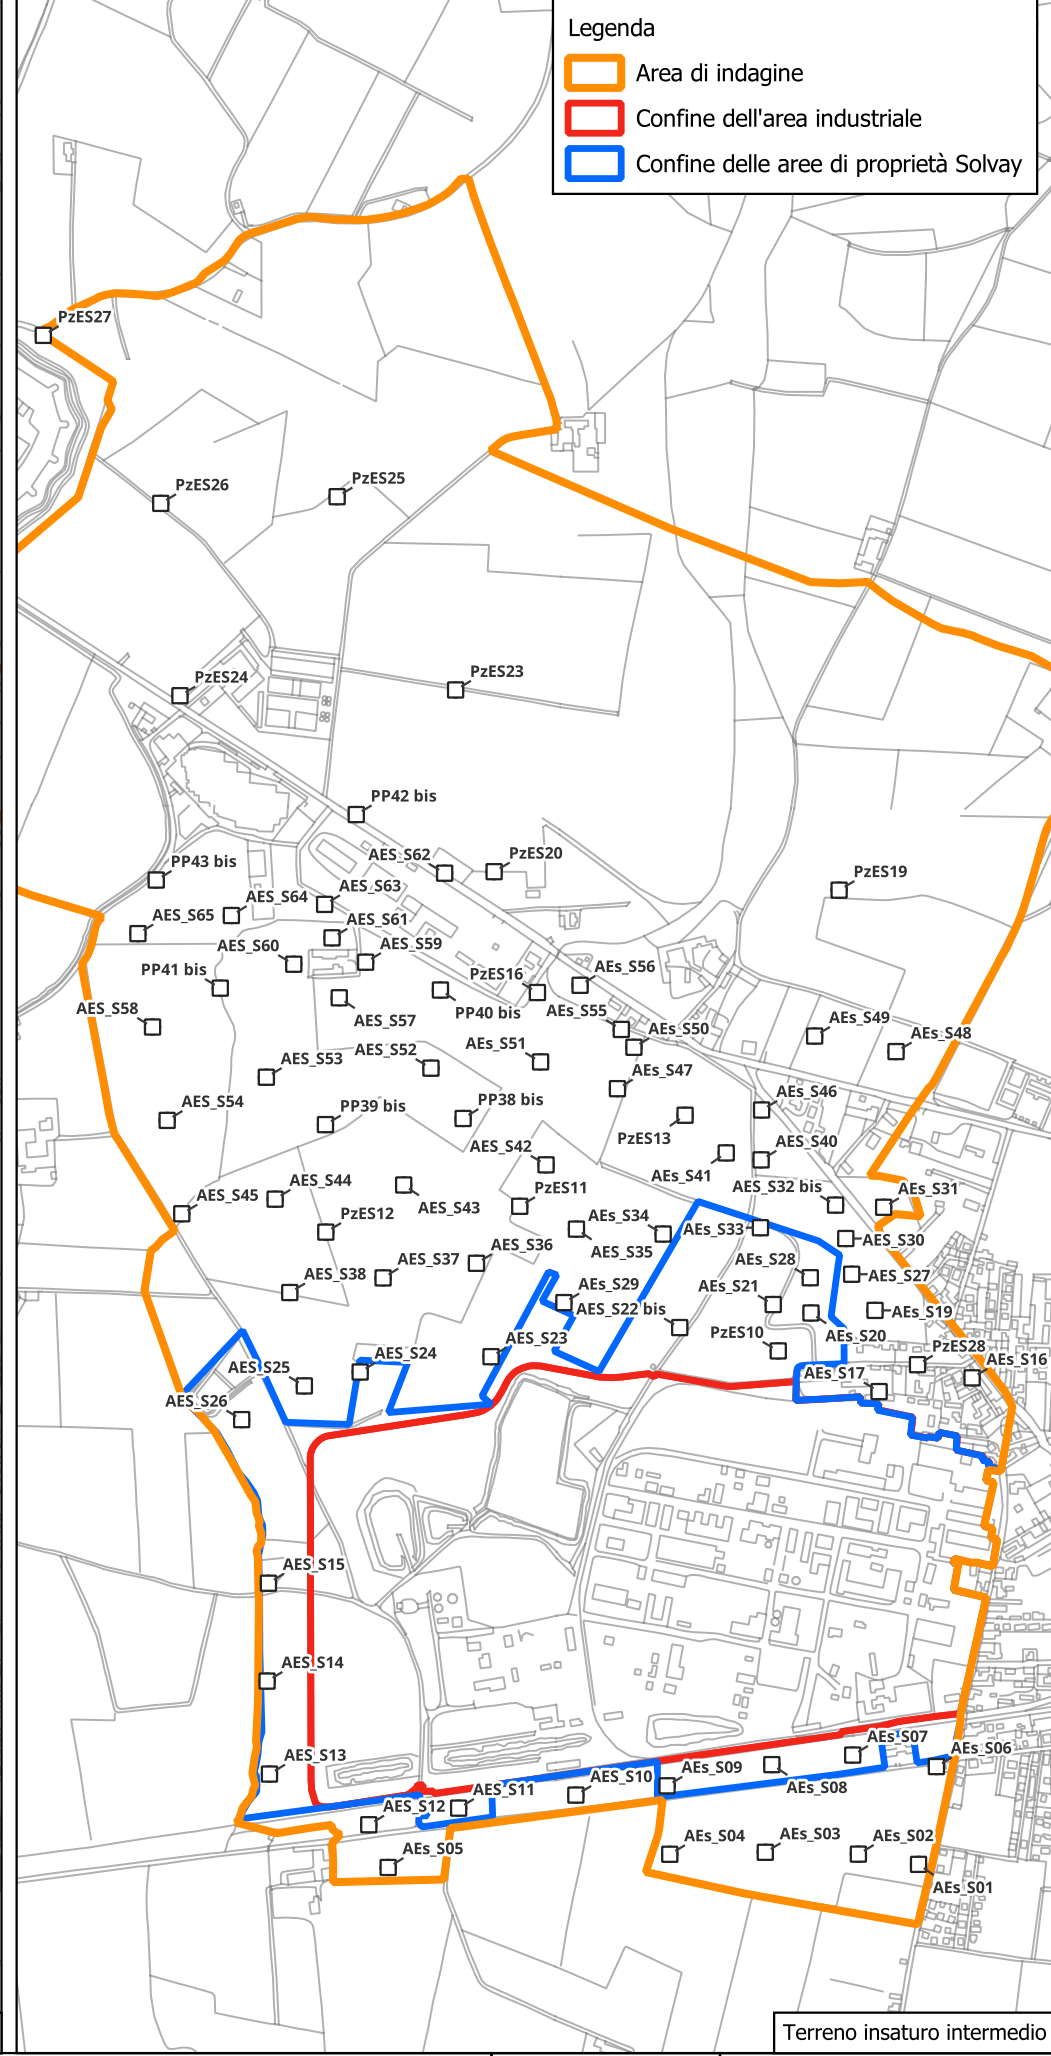 Legenda
Area di indagine
Confine dell'area industriale
Confine delle aree di proprietà Solvay
PzES27
PzES26
PzES25
PzES24
PzES23
PP42 bis
AES_S62
PzES20
PP43 bis
PzES19
AES_S63
AES_S64
AES_S65
AES_S61
AES_S60
AES_S59
PP41 bis
PzES16
AEs_S56
AES_S58
AES_S57
PP40 bis
AEs_S55
AEs_S50
AEs_S49
AEs_S48
AES_S53
AES_S52
AEs_S51
AEs_S47
AES_S54
PP39 bis
PP38 bis
AEs_S46
PzES13
AES_S42
AEs_S41
AES_S40
AES_S44
AES_S45
AES_S43
PzES11
AES_S32 bis
AEs_S31
PzES12
AEs_S34
AES_S35
AEs_S33
AES_S30
AES_S36
AES_S37
AES_S38
AEs_S28
AES_S27
AEs_S29
AES_S22 bis
AEs_S21
AEs_S19
AEs_S20
PzES10
AES_S23
AES_S24
PzES28
AEs_S16
AES_S25
AEs_S17
AES_S26
AES_S15
AES_S14
AES_S13
AEs_S07
AEs_S06
AES_S10
AEs_S09
AEs_S08
AES_S11
AES_S12
AEs_S05
AEs_S04
AEs_S03
AEs_S02
AEs_S01
Terreno insaturo intermedio